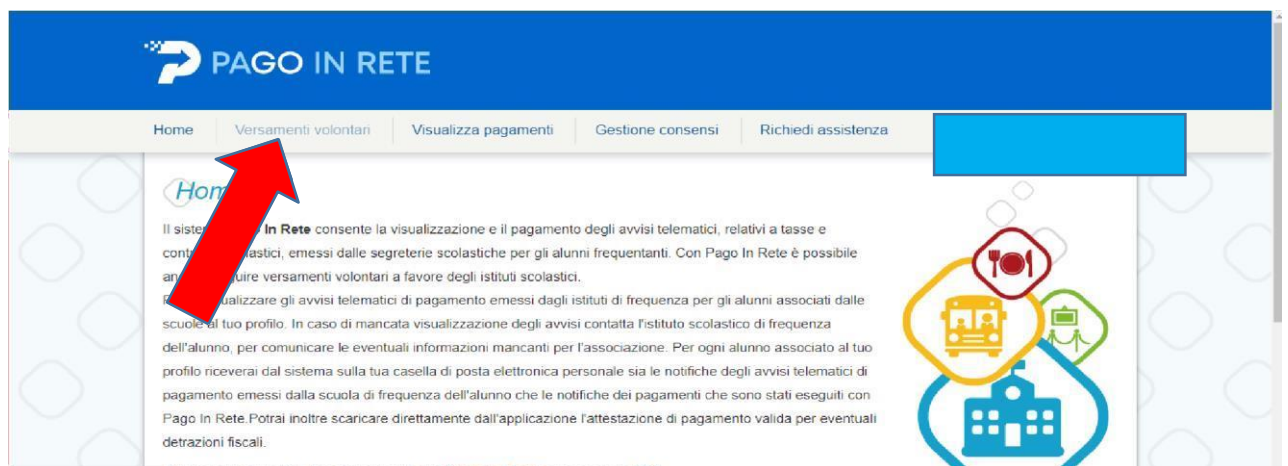 PAGO IN RETE
Home Versamenti volontari Visualizza pagamenti Gestione consensi Richiedi assistenza
Hom
Il siste In Rete consente la visualizzazione e il pagamento degli avvisi telematici, relativi a tasse e
cont lastici, emessi dalle segreterie scolastiche per gli alunni frequentanti. Con Pago In Rete è possibile
an uire versamenti volontari a favore degli istituti scolastici.
ualizzare gli avvisi telematici di pagamento emessi dagli istituti di frequenza per gli alunni associati dalle
scuole al tuo profilo. In caso di mancata visualizzazione degli avvisi contatta l'istituto scolastico di frequenza
dell'alunno, per comunicare le eventuali informazioni mancanti per l'associazione. Per ogni alunno associato al tuo
profilo riceverai dal sistema sulla tua casella di posta elettronica personale sia le notifiche degli avvisi telematici di
pagamento emessi dalla scuola di frequenza dell'alunno che le notifiche dei pagamenti che sono stati eseguiti con
Pago In Rete.Potrai inoltre scaricare direttamente dall'applicazione l'attestazione di pagamento valida per eventuali
detrazioni fiscali.